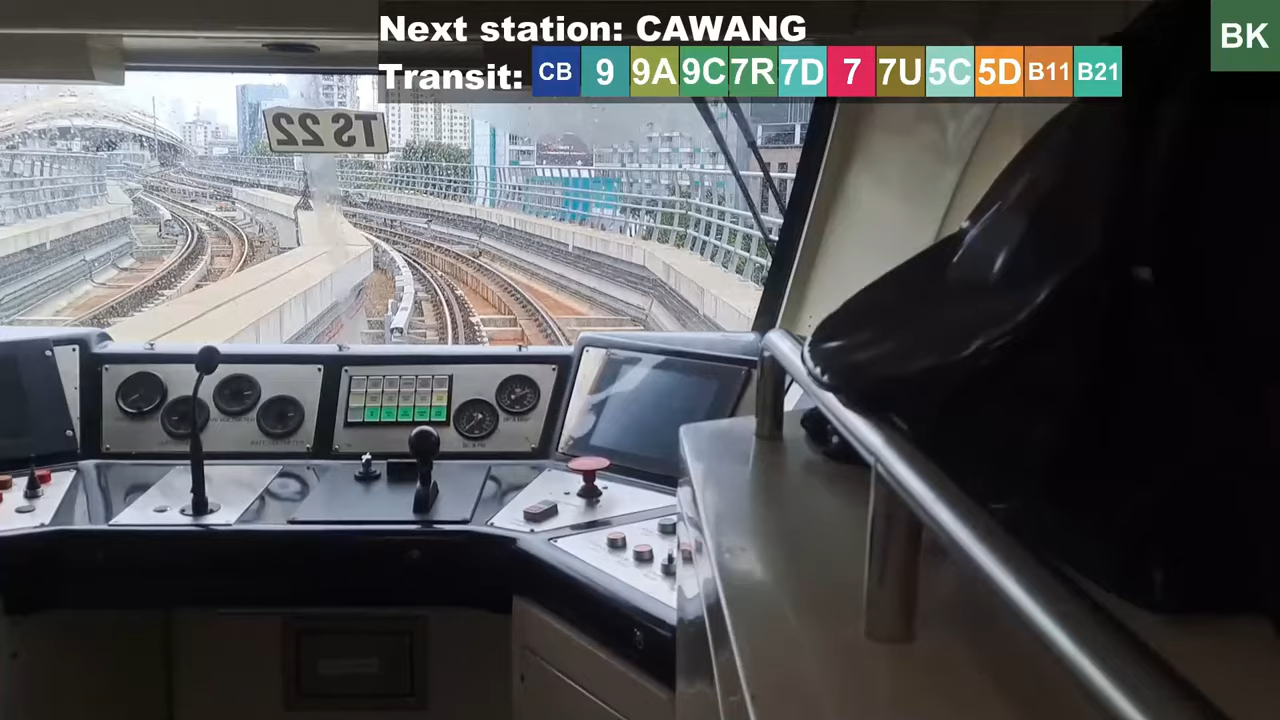 Next station: CAWANG
Transit: CB 9 9A 9C 7R 7D 7 7U 5C 5D B11 B21
BK
TS 22